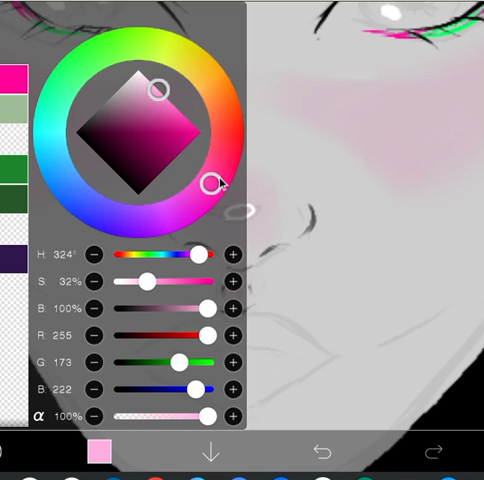 H: 324°
S: 32%
B: 100%
R: 255
G: 173
B: 222
α 100%